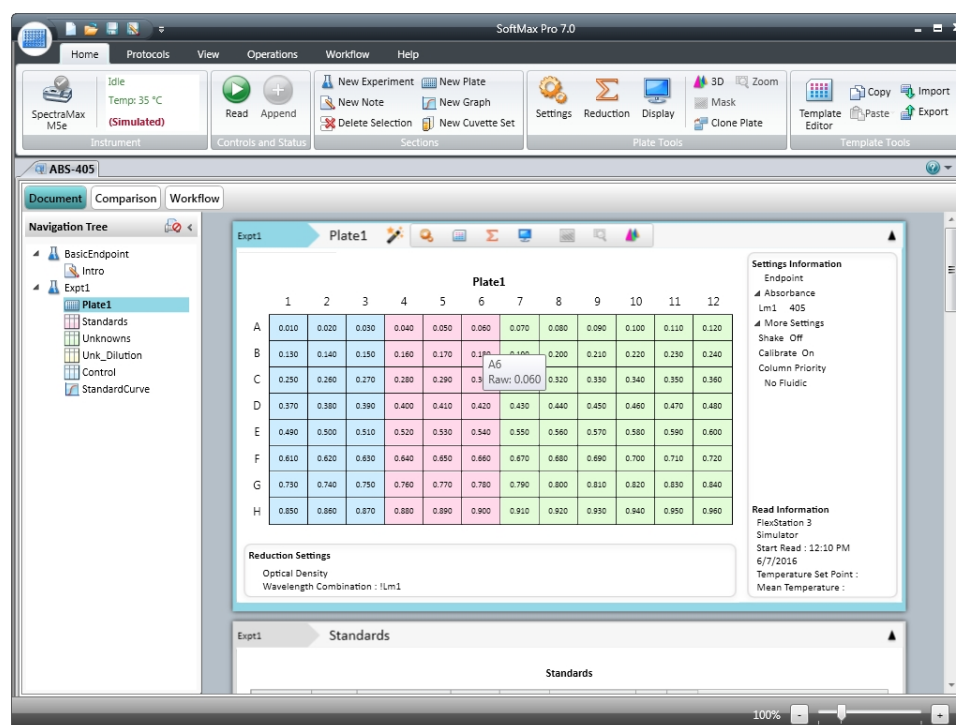 SoftMax Pro 7.0
Home Protocols View Operations Workflow Help
SpectraMax M5e
Idle
Temp: 35 °C
(Simulated)
Instrument
Read Append
Controls and Status
New Experiment New Plate
New Note New Graph
Delete Selection New Cuvette Set
Sections
Settings Reduction Display
3D Zoom
Mask
Clone Plate
Plate Tools
Template Editor
Copy Import
Paste Export
Template Tools
ABS-405
Document Comparison Workflow
Navigation Tree
BasicEndpoint
Intro
Expt1
Plate1
Standards
Unknowns
Unk_Dilution
Control
StandardCurve
Expt1 Plate1
Plate1
1 2 3 4 5 6 7 8 9 10 11 12
A 0.010 0.020 0.030 0.040 0.050 0.060 0.070 0.080 0.090 0.100 0.110 0.120
B 0.130 0.140 0.150 0.160 0.170 0.200 0.210 0.220 0.230 0.240
A6
Raw: 0.060
C 0.250 0.260 0.270 0.280 0.290 0.320 0.330 0.340 0.350 0.360
D 0.370 0.380 0.390 0.400 0.410 0.420 0.430 0.440 0.450 0.460 0.470 0.480
E 0.490 0.500 0.510 0.520 0.530 0.540 0.550 0.560 0.570 0.580 0.590 0.600
F 0.610 0.620 0.630 0.640 0.650 0.660 0.670 0.680 0.690 0.700 0.710 0.720
G 0.730 0.740 0.750 0.760 0.770 0.780 0.790 0.800 0.810 0.820 0.830 0.840
H 0.850 0.860 0.870 0.880 0.890 0.900 0.910 0.920 0.930 0.940 0.950 0.960
Reduction Settings
Optical Density
Wavelength Combination : !Lm1
Settings Information
Endpoint
Absorbance
Lm1 405
More Settings
Shake Off
Calibrate On
Column Priority
No Fluidic
Read Information
FlexStation 3
Simulator
Start Read : 12:10 PM
6/7/2016
Temperature Set Point :
Mean Temperature :
Expt1 Standards
Standards
100%